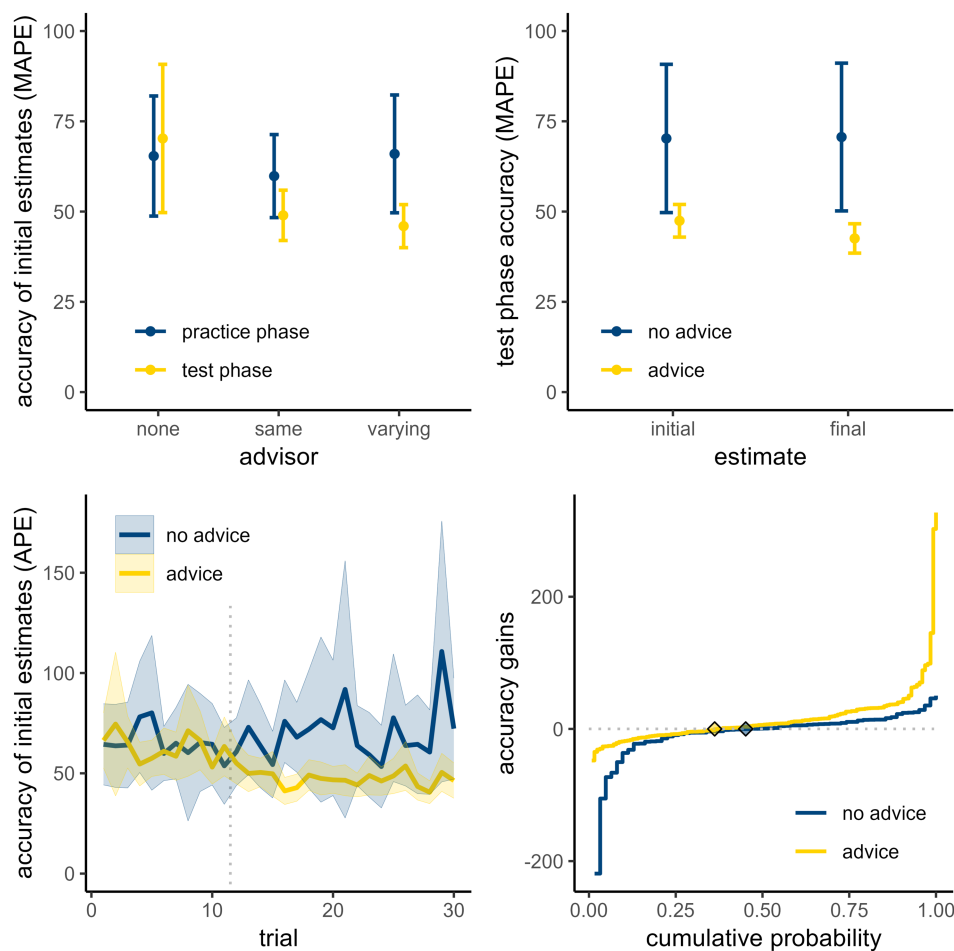 accuracy of initial estimates (MAPE)
100
75
50
25
0
practice phase
test phase
none
same
varying
advisor
test phase accuracy (MAPE)
100
75
50
25
0
no advice
advice
initial
final
estimate
accuracy of initial estimates (APE)
150
100
50
0
no advice
advice
0
10
20
30
trial
accuracy gains
200
0
-200
no advice
advice
0.00
0.25
0.50
0.75
1.00
cumulative probability